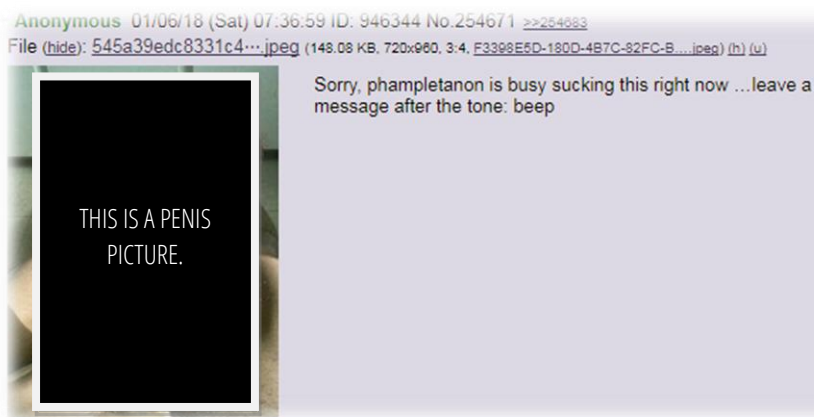 Anonymous 01/06/18 (Sat) 07:36:59 ID: 946344 No.254671 >>254683
File (hide): 545a39edc8331c4⋯.jpeg (148.08 KB, 720x960, 3:4, F3398E5D-180D-4B7C-82FC-B….jpeg) (h) (u)
Sorry, phampletanon is busy sucking this right now …leave a
message after the tone: beep
THIS IS A PENIS
PICTURE.